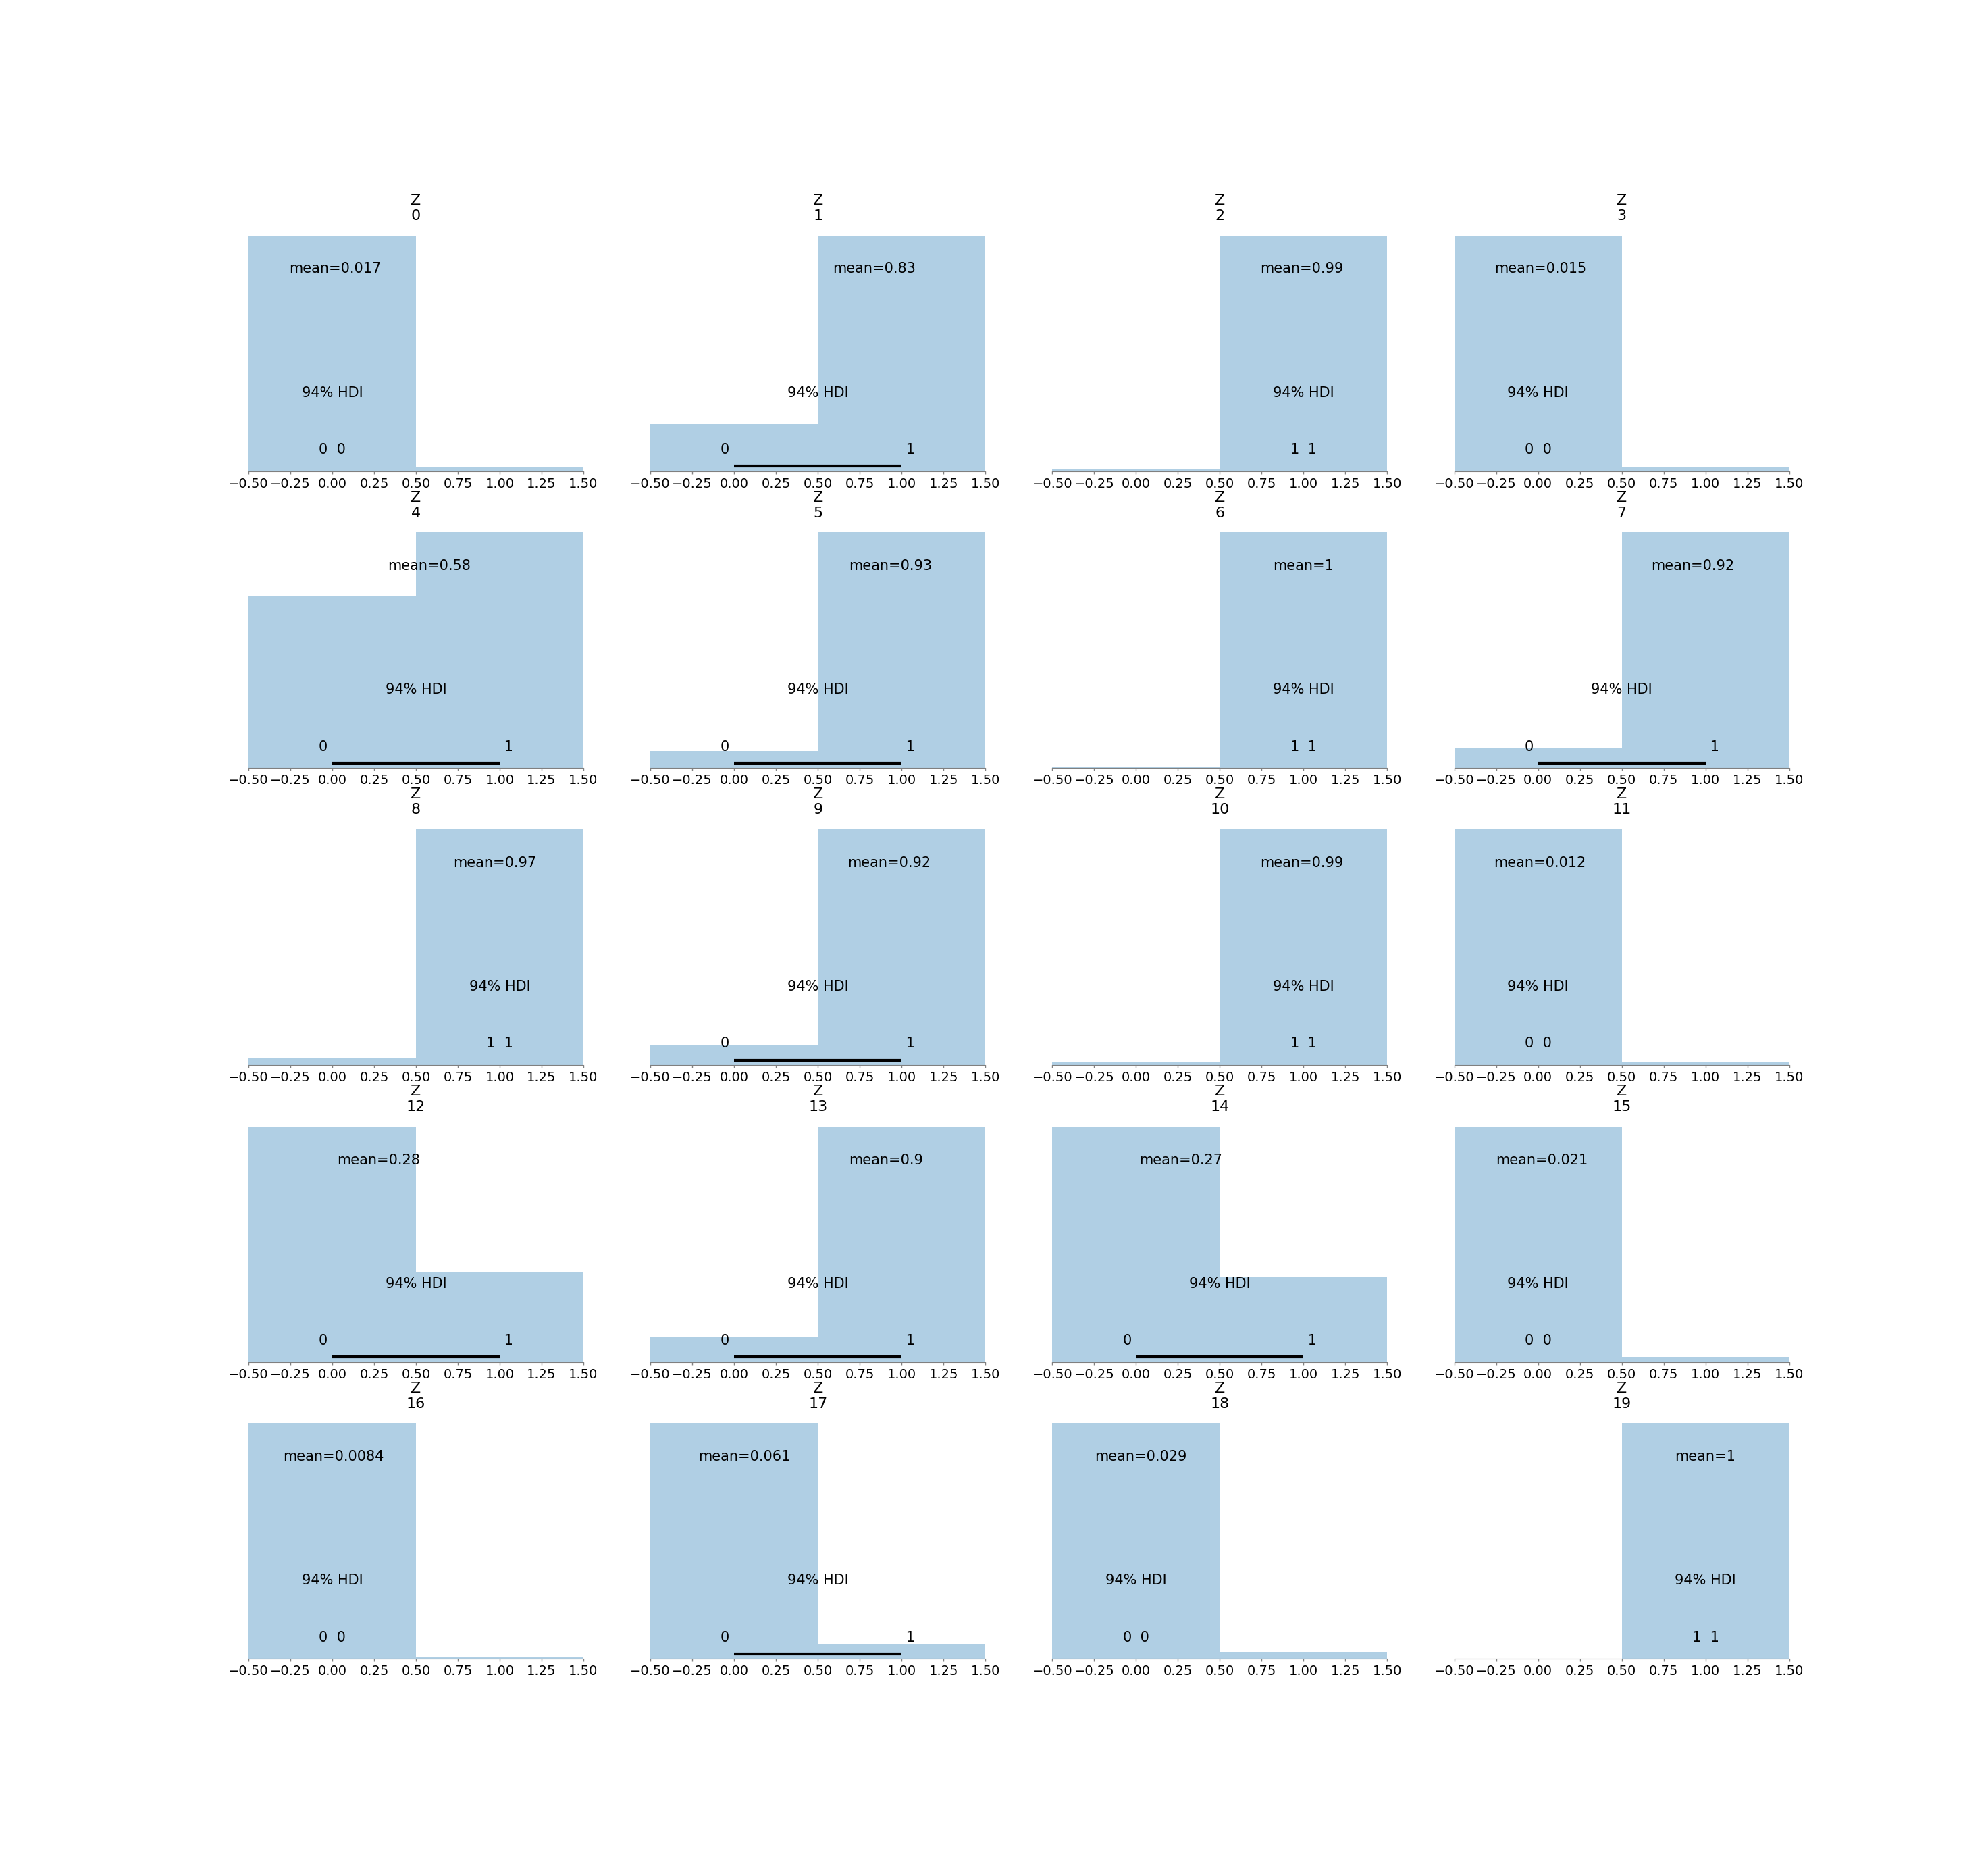 Z Z Z Z
0 1 2 3
mean=0.017 mean=0.83 mean=0.99 mean=0.015
94% HDI 94% HDI 94% HDI 94% HDI
0 0 0 1 1 1 0 0
−0.50 −0.25 0.00 0.25 0.50 0.75 1.00 1.25 1.50 −0.50 −0.25 0.00 0.25 0.50 0.75 1.00 1.25 1.50 −0.50 −0.25 0.00 0.25 0.50 0.75 1.00 1.25 1.50 −0.50 −0.25 0.00 0.25 0.50 0.75 1.00 1.25 1.50
Z Z Z Z
4 5 6 7
mean=0.58 mean=0.93 mean=1 mean=0.92
94% HDI 94% HDI 94% HDI 94% HDI
0 1 0 1 1 1 0 1
−0.50 −0.25 0.00 0.25 0.50 0.75 1.00 1.25 1.50 −0.50 −0.25 0.00 0.25 0.50 0.75 1.00 1.25 1.50 −0.50 −0.25 0.00 0.25 0.50 0.75 1.00 1.25 1.50 −0.50 −0.25 0.00 0.25 0.50 0.75 1.00 1.25 1.50
Z Z Z Z
8 9 10 11
mean=0.97 mean=0.92 mean=0.99 mean=0.012
94% HDI 94% HDI 94% HDI 94% HDI
1 1 0 1 1 1 0 0
−0.50 −0.25 0.00 0.25 0.50 0.75 1.00 1.25 1.50 −0.50 −0.25 0.00 0.25 0.50 0.75 1.00 1.25 1.50 −0.50 −0.25 0.00 0.25 0.50 0.75 1.00 1.25 1.50 −0.50 −0.25 0.00 0.25 0.50 0.75 1.00 1.25 1.50
Z Z Z Z
12 13 14 15
mean=0.28 mean=0.9 mean=0.27 mean=0.021
94% HDI 94% HDI 94% HDI 94% HDI
0 1 0 1 0 1 0 0
−0.50 −0.25 0.00 0.25 0.50 0.75 1.00 1.25 1.50 −0.50 −0.25 0.00 0.25 0.50 0.75 1.00 1.25 1.50 −0.50 −0.25 0.00 0.25 0.50 0.75 1.00 1.25 1.50 −0.50 −0.25 0.00 0.25 0.50 0.75 1.00 1.25 1.50
Z Z Z Z
16 17 18 19
mean=0.0084 mean=0.061 mean=0.029 mean=1
94% HDI 94% HDI 94% HDI 94% HDI
0 0 0 1 0 0 1 1
−0.50 −0.25 0.00 0.25 0.50 0.75 1.00 1.25 1.50 −0.50 −0.25 0.00 0.25 0.50 0.75 1.00 1.25 1.50 −0.50 −0.25 0.00 0.25 0.50 0.75 1.00 1.25 1.50 −0.50 −0.25 0.00 0.25 0.50 0.75 1.00 1.25 1.50